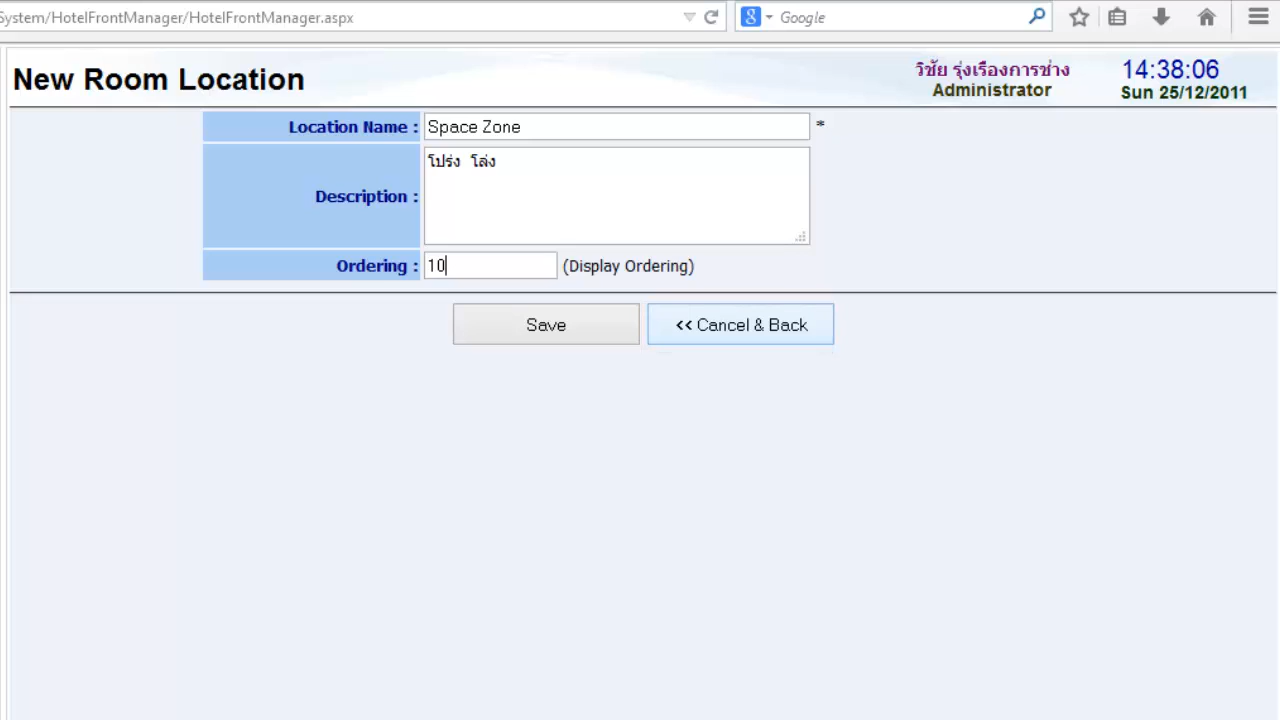 System/HotelFrontManager/HotelFrontManager.aspx
8 Google
New Room Location
วิชัย รุ่งเรืองการช่าง
Administrator
14:38:06
Sun 25/12/2011
Location Name : Space Zone *
Description : โปร่ง โล่ง
Ordering : 10 (Display Ordering)
Save
<< Cancel & Back